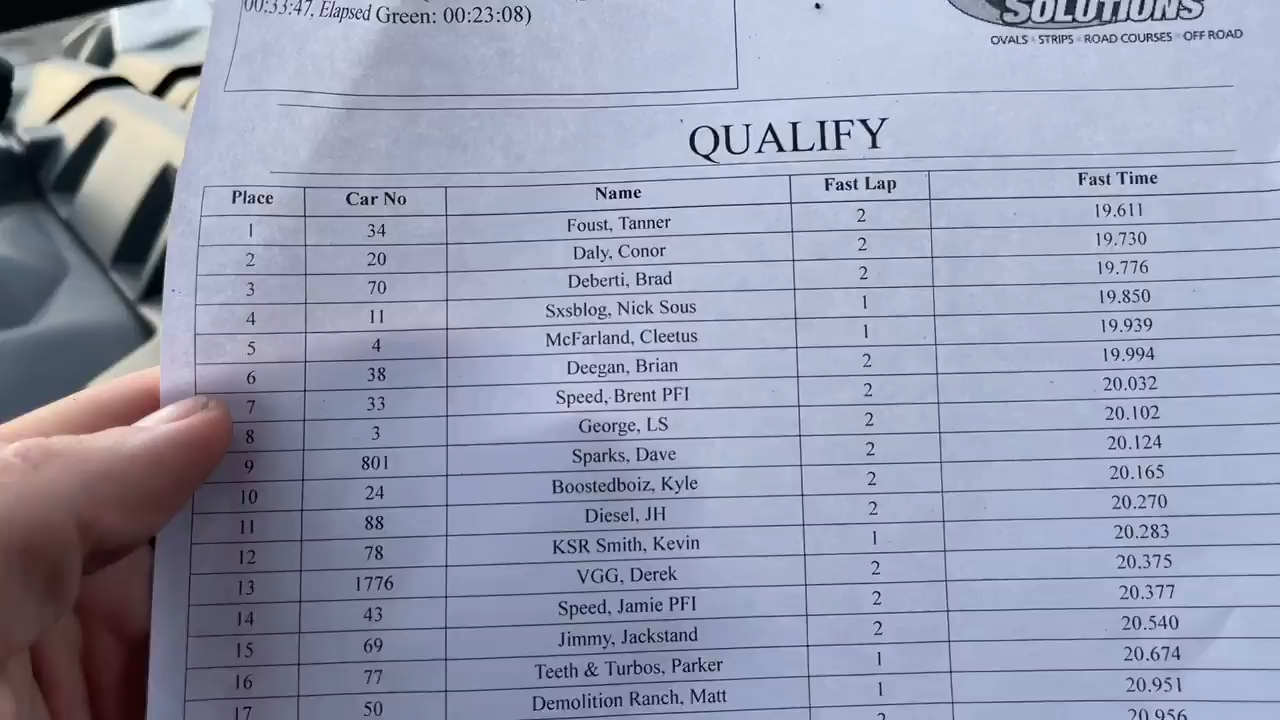 00:33:47, Elapsed Green: 00:23:08)
SOLUTIONS
OVALS STRIPS ROAD COURSES OFF ROAD
QUALIFY
Place Car No Name Fast Lap Fast Time
1 34 Foust, Tanner 2 19.611
2 20 Daly, Conor 2 19.730
3 70 Deberti, Brad 2 19.776
4 11 Sxsblog, Nick Sous 1 19.850
5 4 McFarland, Cleetus 1 19.939
6 38 Deegan, Brian 2 19.994
7 33 Speed, Brent PFI 2 20.032
8 3 George, LS 2 20.102
9 801 Sparks, Dave 2 20.124
10 24 Boostedboiz, Kyle 2 20.165
11 88 Diesel, JH 2 20.270
12 78 KSR Smith, Kevin 1 20.283
13 1776 VGG, Derek 2 20.375
14 43 Speed, Jamie PFI 2 20.377
15 69 Jimmy, Jackstand 2 20.540
16 77 Teeth & Turbos, Parker 1 20.674
17 50 Demolition Ranch, Matt 1 20.951
2 20.956